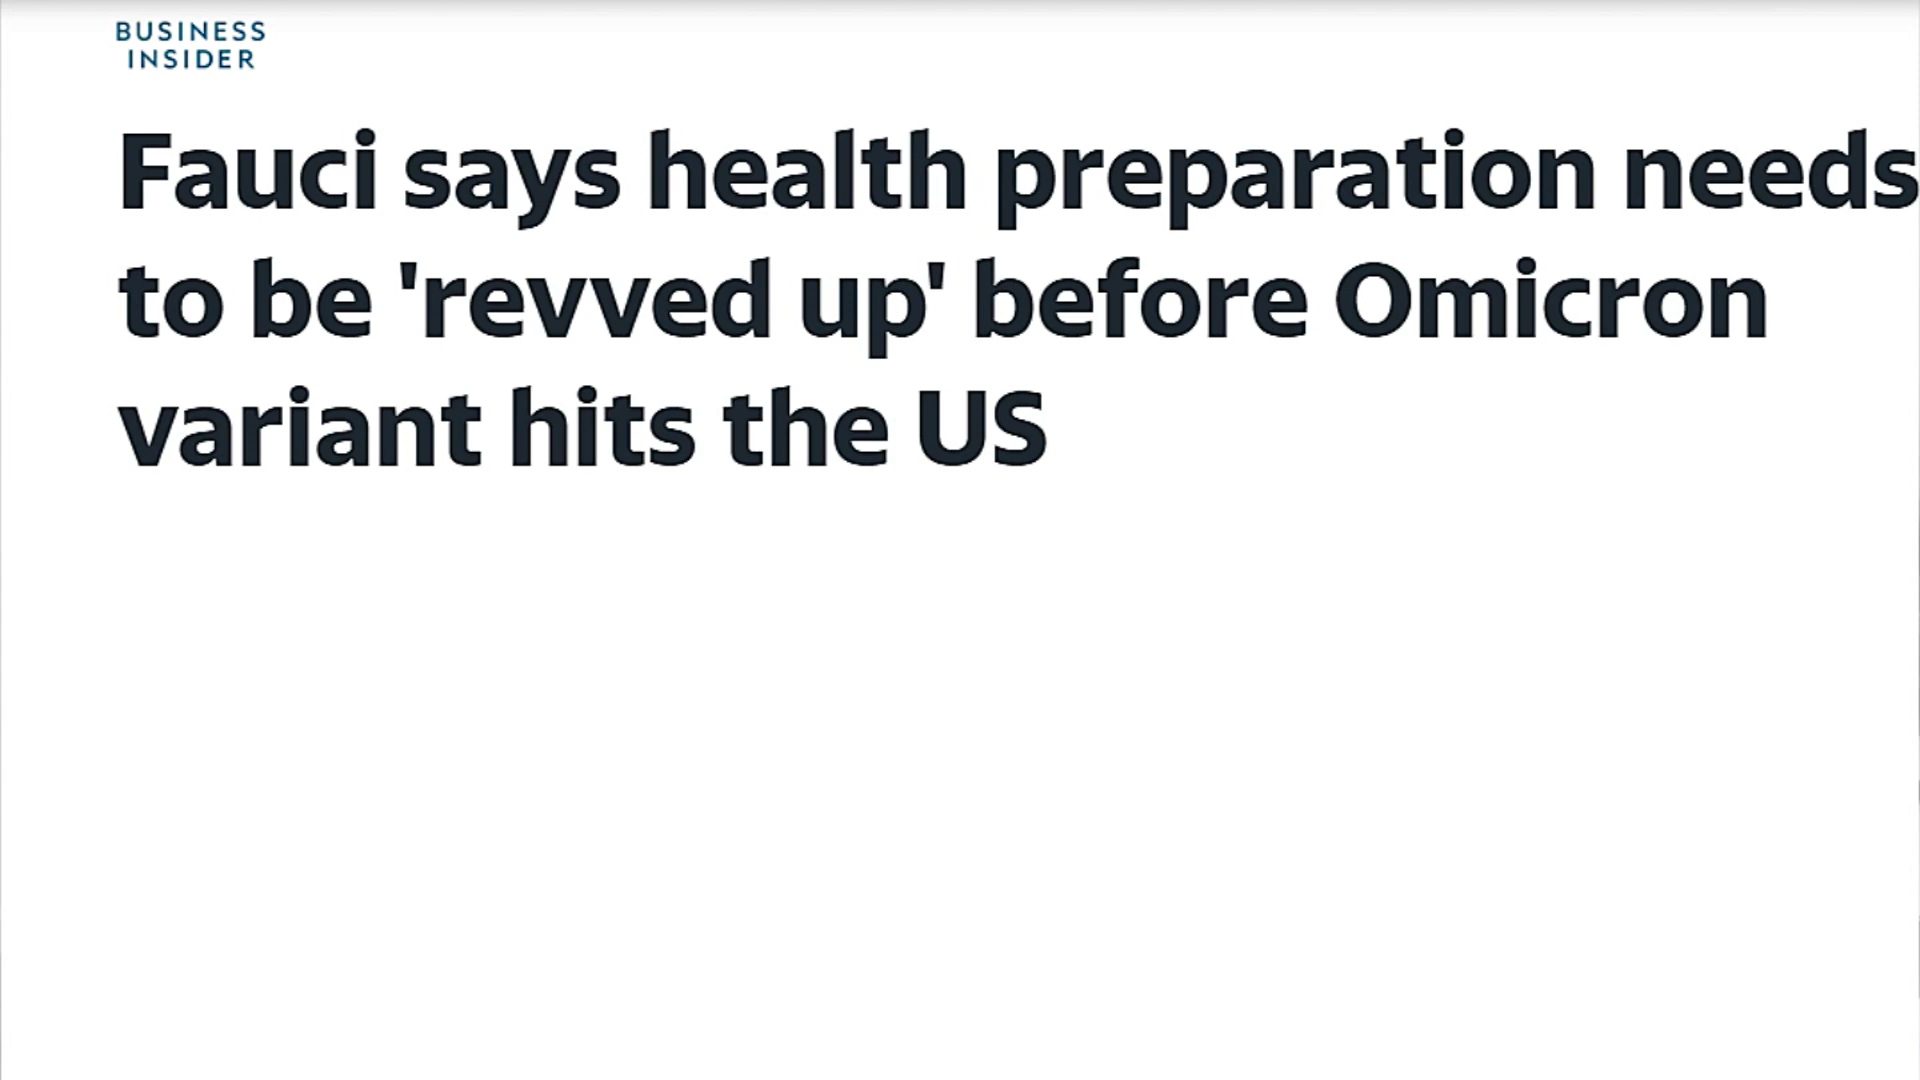 BUSINESS
INSIDER
Fauci says health preparation needs
to be 'revved up' before Omicron
variant hits the US